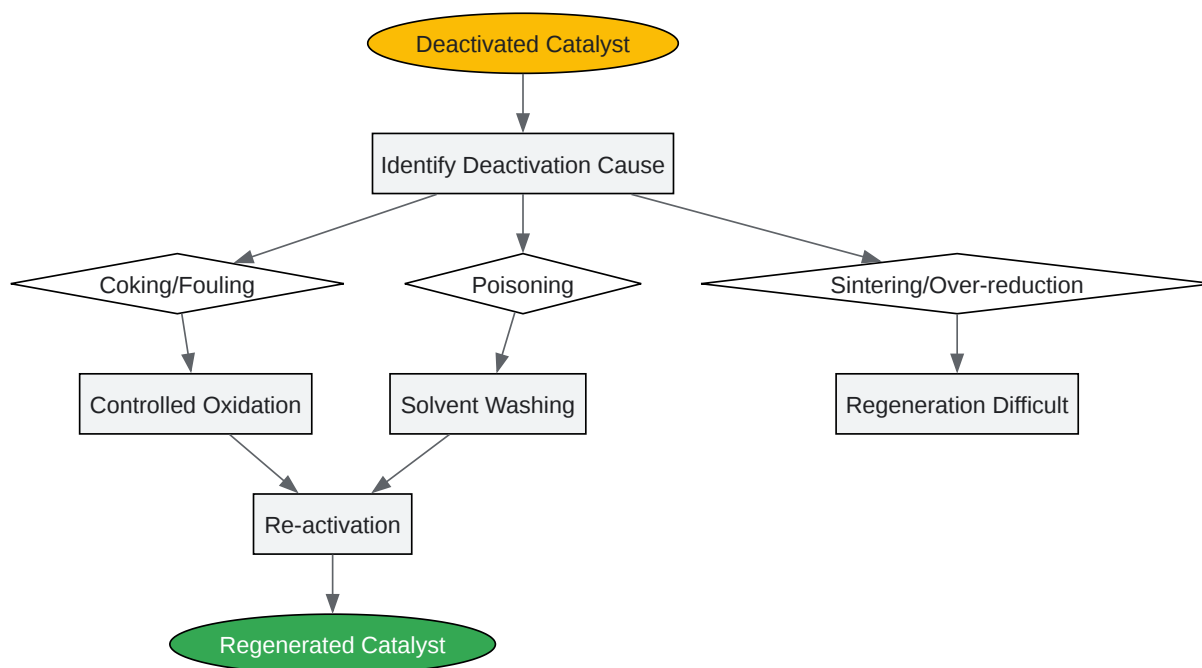 Deactivated Catalyst
Identify Deactivation Cause
Coking/Fouling
Poisoning
Sintering/Over-reduction
Controlled Oxidation
Solvent Washing
Regeneration Difficult
Re-activation
Regenerated Catalyst